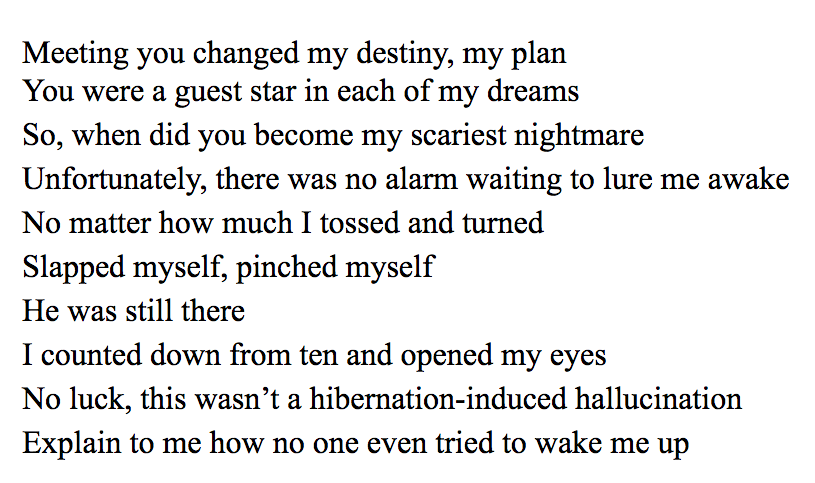 Meeting you changed my destiny, my plan
You were a guest star in each of my dreams
So, when did you become my scariest nightmare
Unfortunately, there was no alarm waiting to lure me awake
No matter how much I tossed and turned
Slapped myself, pinched myself
He was still there
I counted down from ten and opened my eyes
No luck, this wasn’t a hibernation-induced hallucination
Explain to me how no one even tried to wake me up